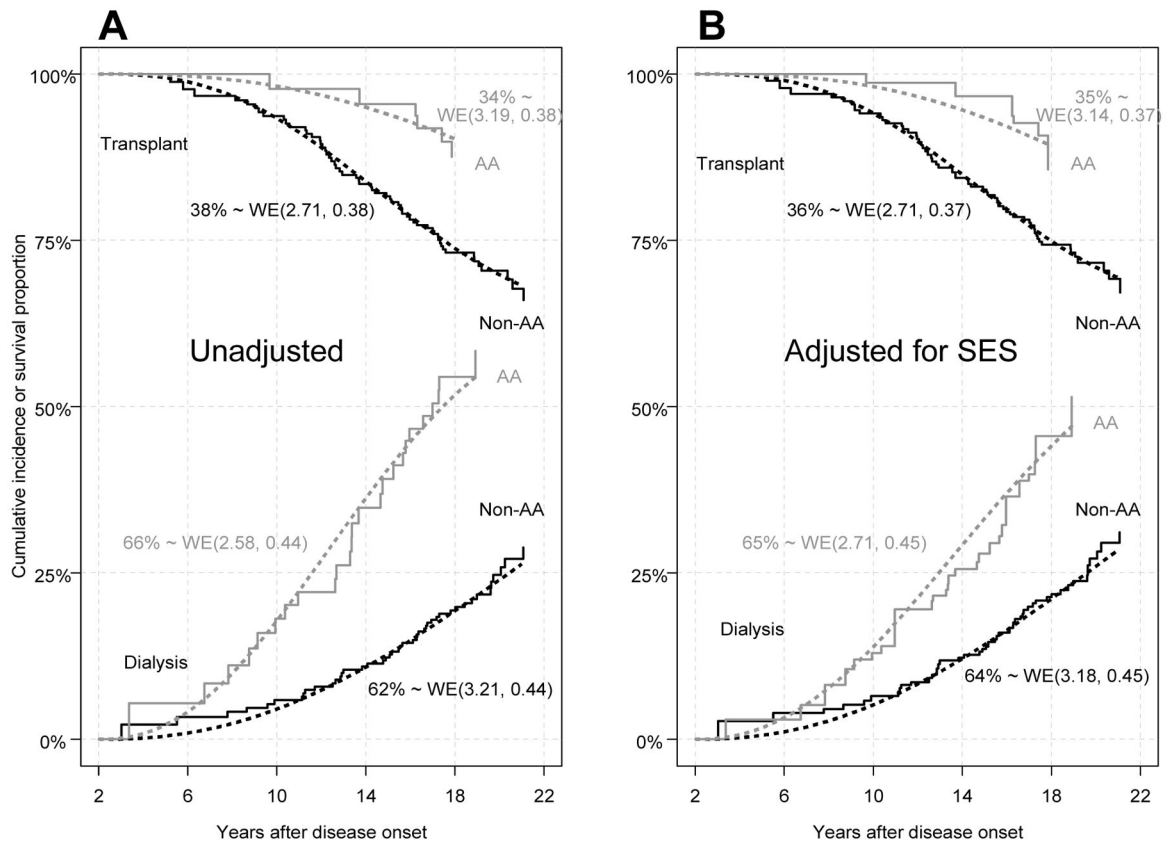 A
Cumulative incidence or survival proportion
100%
75%
50%
25%
0%
34% ~
WE(3.19, 0.38)
Transplant
AA
38% ~ WE(2.71, 0.38)
Non-AA
Unadjusted
AA
Non-AA
66% ~ WE(2.58, 0.44)
Dialysis
62% ~ WE(3.21, 0.44)
2 6 10 14 18 22
Years after disease onset
B
100%
75%
50%
25%
0%
35% ~
WE(3.14, 0.37)
Transplant
AA
36% ~ WE(2.71, 0.37)
Non-AA
Adjusted for SES
AA
Non-AA
65% ~ WE(2.71, 0.45)
Dialysis
64% ~ WE(3.18, 0.45)
2 6 10 14 18 22
Years after disease onset